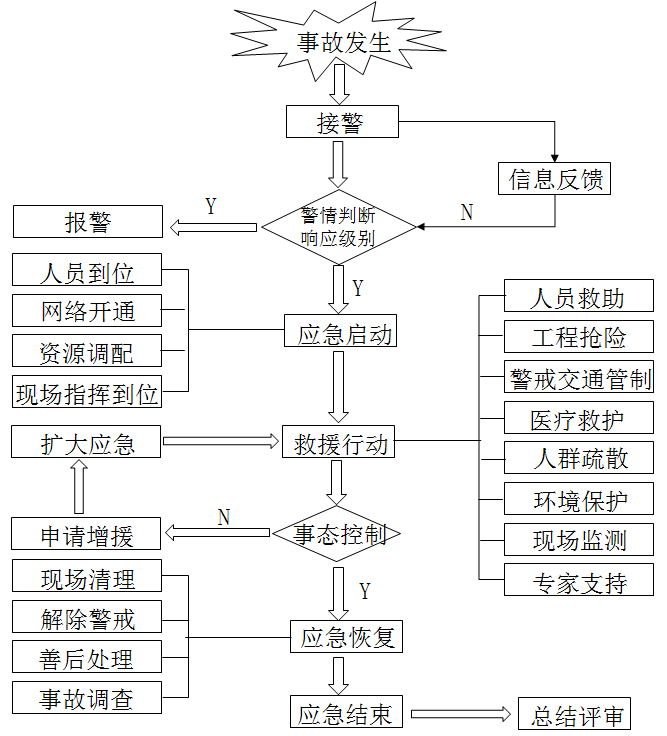 事故发生
接警
信息反馈
N
警情判断
响应级别
Y
报警
Y
人员到位
网络开通
资源调配
现场指挥到位
应急启动
人员救助
工程抢险
警戒交通管制
医疗救护
人群疏散
环境保护
现场监测
专家支持
扩大应急
救援行动
申请增援
N
事态控制
Y
现场清理
解除警戒
善后处理
事故调查
应急恢复
应急结束
总结评审